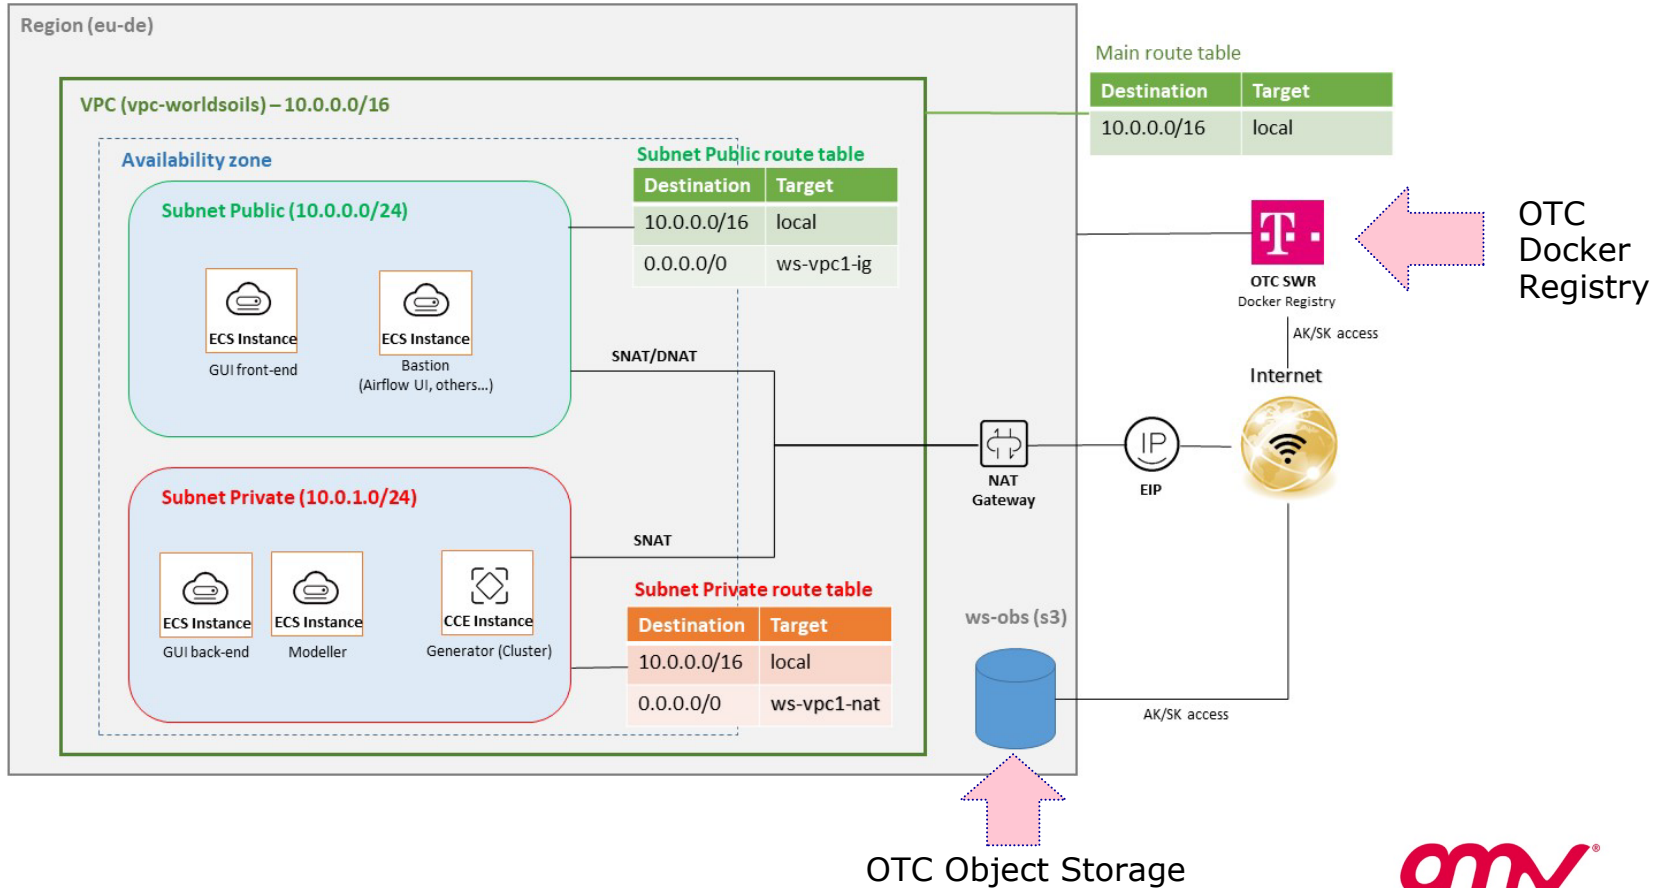 Region (eu-de)
VPC (vpc-worldsoils) – 10.0.0.0/16
Availability zone
Subnet Public (10.0.0.0/24)
ECS Instance
GUI front-end
ECS Instance
Bastion
(Airflow UI, others...)
Subnet Public route table
Destination Target
10.0.0.0/16 local
0.0.0.0/0 ws-vpc1-ig
SNAT/DNAT
Subnet Private (10.0.1.0/24)
ECS Instance
GUI back-end
ECS Instance
Modeller
CCE Instance
Generator (Cluster)
SNAT
Subnet Private route table
Destination Target
10.0.0.0/16 local
0.0.0.0/0 ws-vpc1-nat
NAT
Gateway
IP
EIP
Main route table
Destination Target
10.0.0.0/16 local
T
OTC SWR
Docker Registry
AK/SK access
Internet
OTC
Docker
Registry
ws-obs (s3)
AK/SK access
OTC Object Storage
gmv®